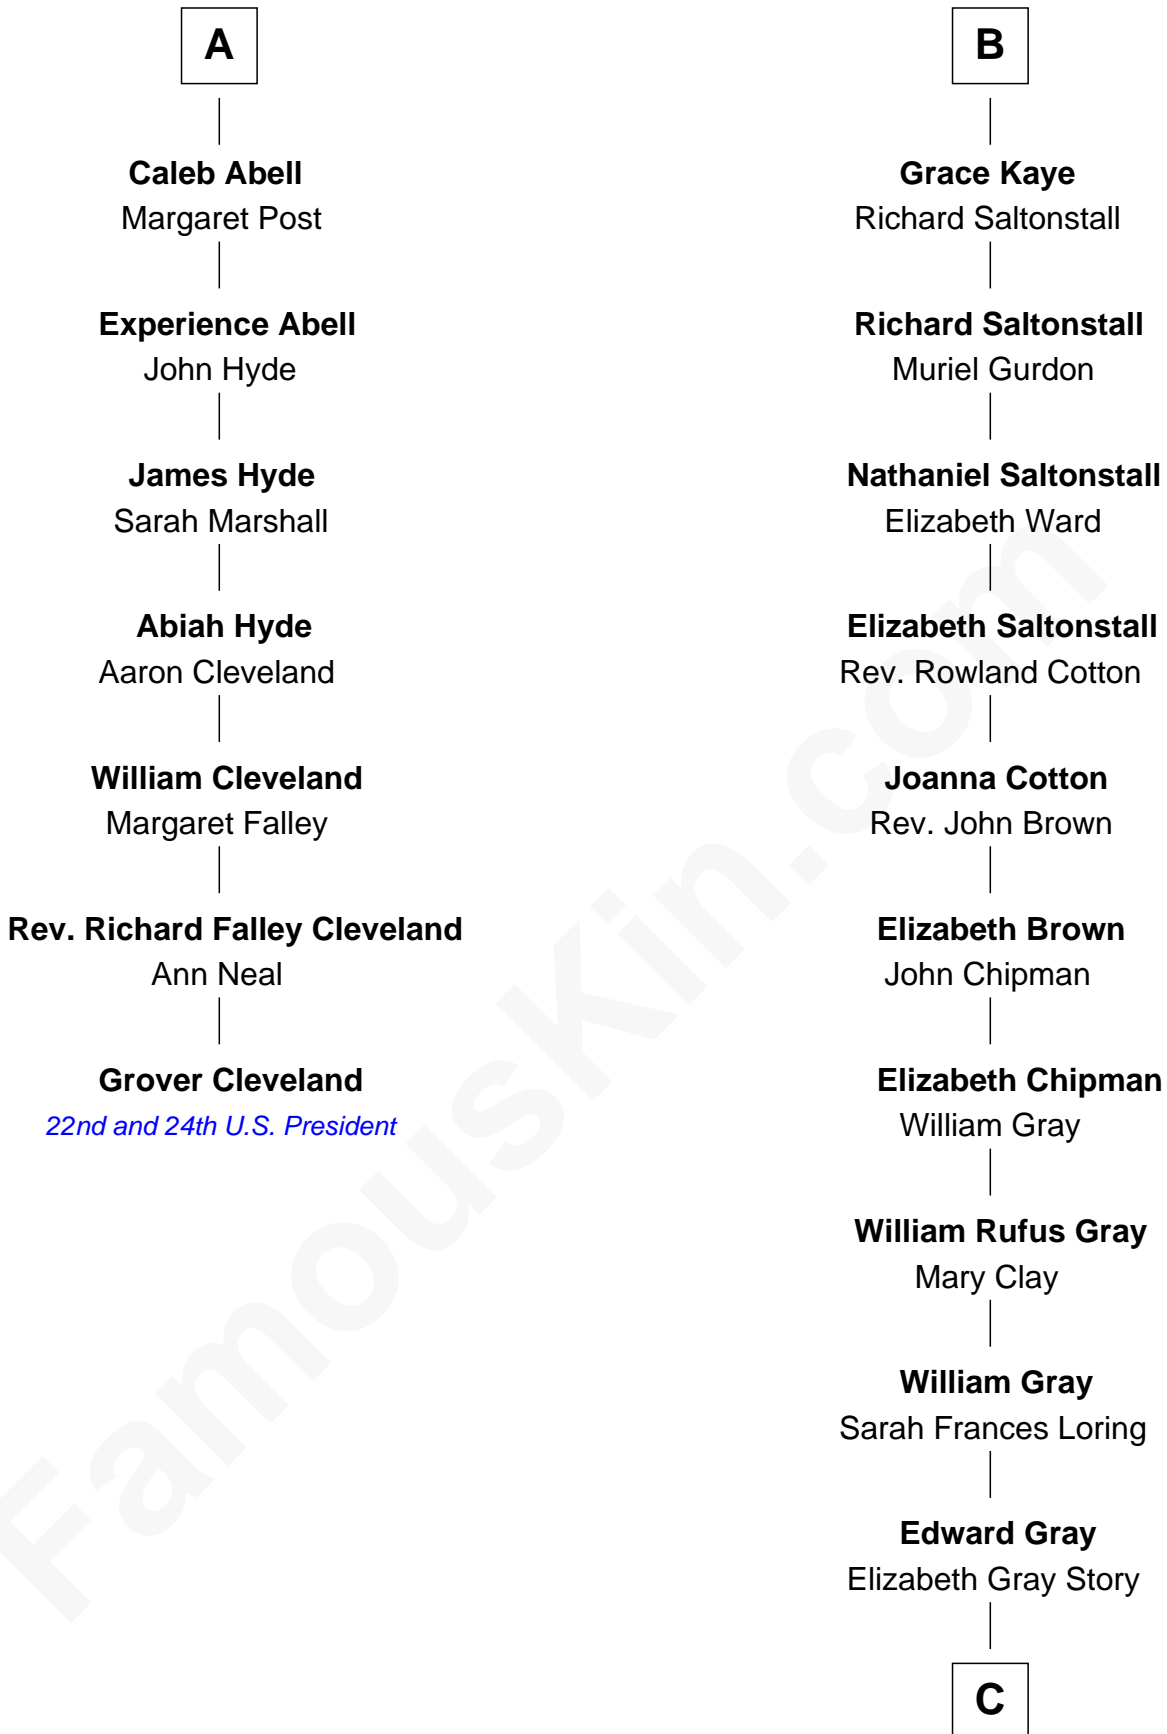 A
Caleb Abell
Margaret Post
Experience Abell
John Hyde
James Hyde
Sarah Marshall
Abiah Hyde
Aaron Cleveland
William Cleveland
Margaret Falley
Rev. Richard Falley Cleveland
Ann Neal
Grover Cleveland
22nd and 24th U.S. President
B
Grace Kaye
Richard Saltonstall
Richard Saltonstall
Muriel Gurdon
Nathaniel Saltonstall
Elizabeth Ward
Elizabeth Saltonstall
Rev. Rowland Cotton
Joanna Cotton
Rev. John Brown
Elizabeth Brown
John Chipman
Elizabeth Chipman
William Gray
William Rufus Gray
Mary Clay
William Gray
Sarah Frances Loring
Edward Gray
Elizabeth Gray Story
C
FamousKin.com